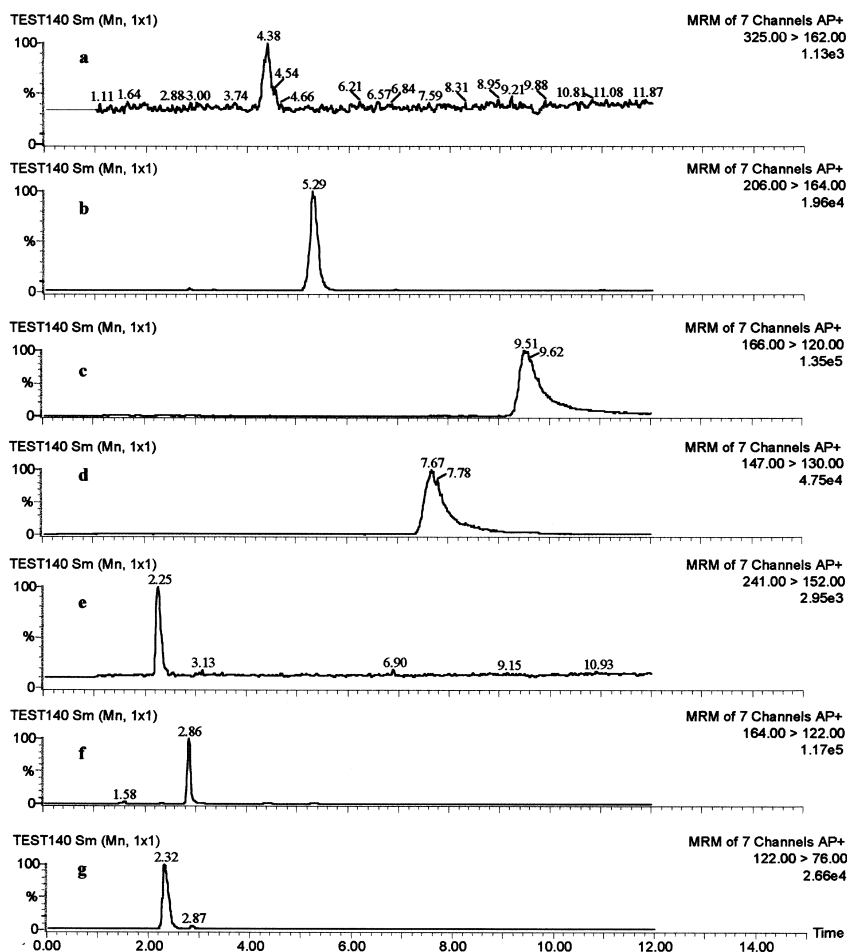 TEST140 Sm (Mn, 1x1) MRM of 7 Channels AP+
325.00 > 162.00
1.13e3
100 a 4.38
4.54
% 1.11 1.64 2.88 3.00 3.74 4.66 6.21 6.57 6.84 7.59 8.31 8.95 9.21 9.88 10.81 11.08 11.87
0
TEST140 Sm (Mn, 1x1) MRM of 7 Channels AP+
206.00 > 164.00
1.96e4
100 b 5.29
%
0
TEST140 Sm (Mn, 1x1) MRM of 7 Channels AP+
166.00 > 120.00
1.35e5
100 c 9.51 9.62
%
0
TEST140 Sm (Mn, 1x1) MRM of 7 Channels AP+
147.00 > 130.00
4.75e4
100 d 7.67 7.78
%
0
TEST140 Sm (Mn, 1x1) MRM of 7 Channels AP+
241.00 > 152.00
2.95e3
100 e 2.25
% 3.13 6.90 9.15 10.93
0
TEST140 Sm (Mn, 1x1) MRM of 7 Channels AP+
164.00 > 122.00
1.17e5
100 f 2.86
% 1.58
0
TEST140 Sm (Mn, 1x1) MRM of 7 Channels AP+
122.00 > 76.00
2.66e4
100 g 2.32
% 2.87
0 Time
0.00 2.00 4.00 6.00 8.00 10.00 12.00 14.00